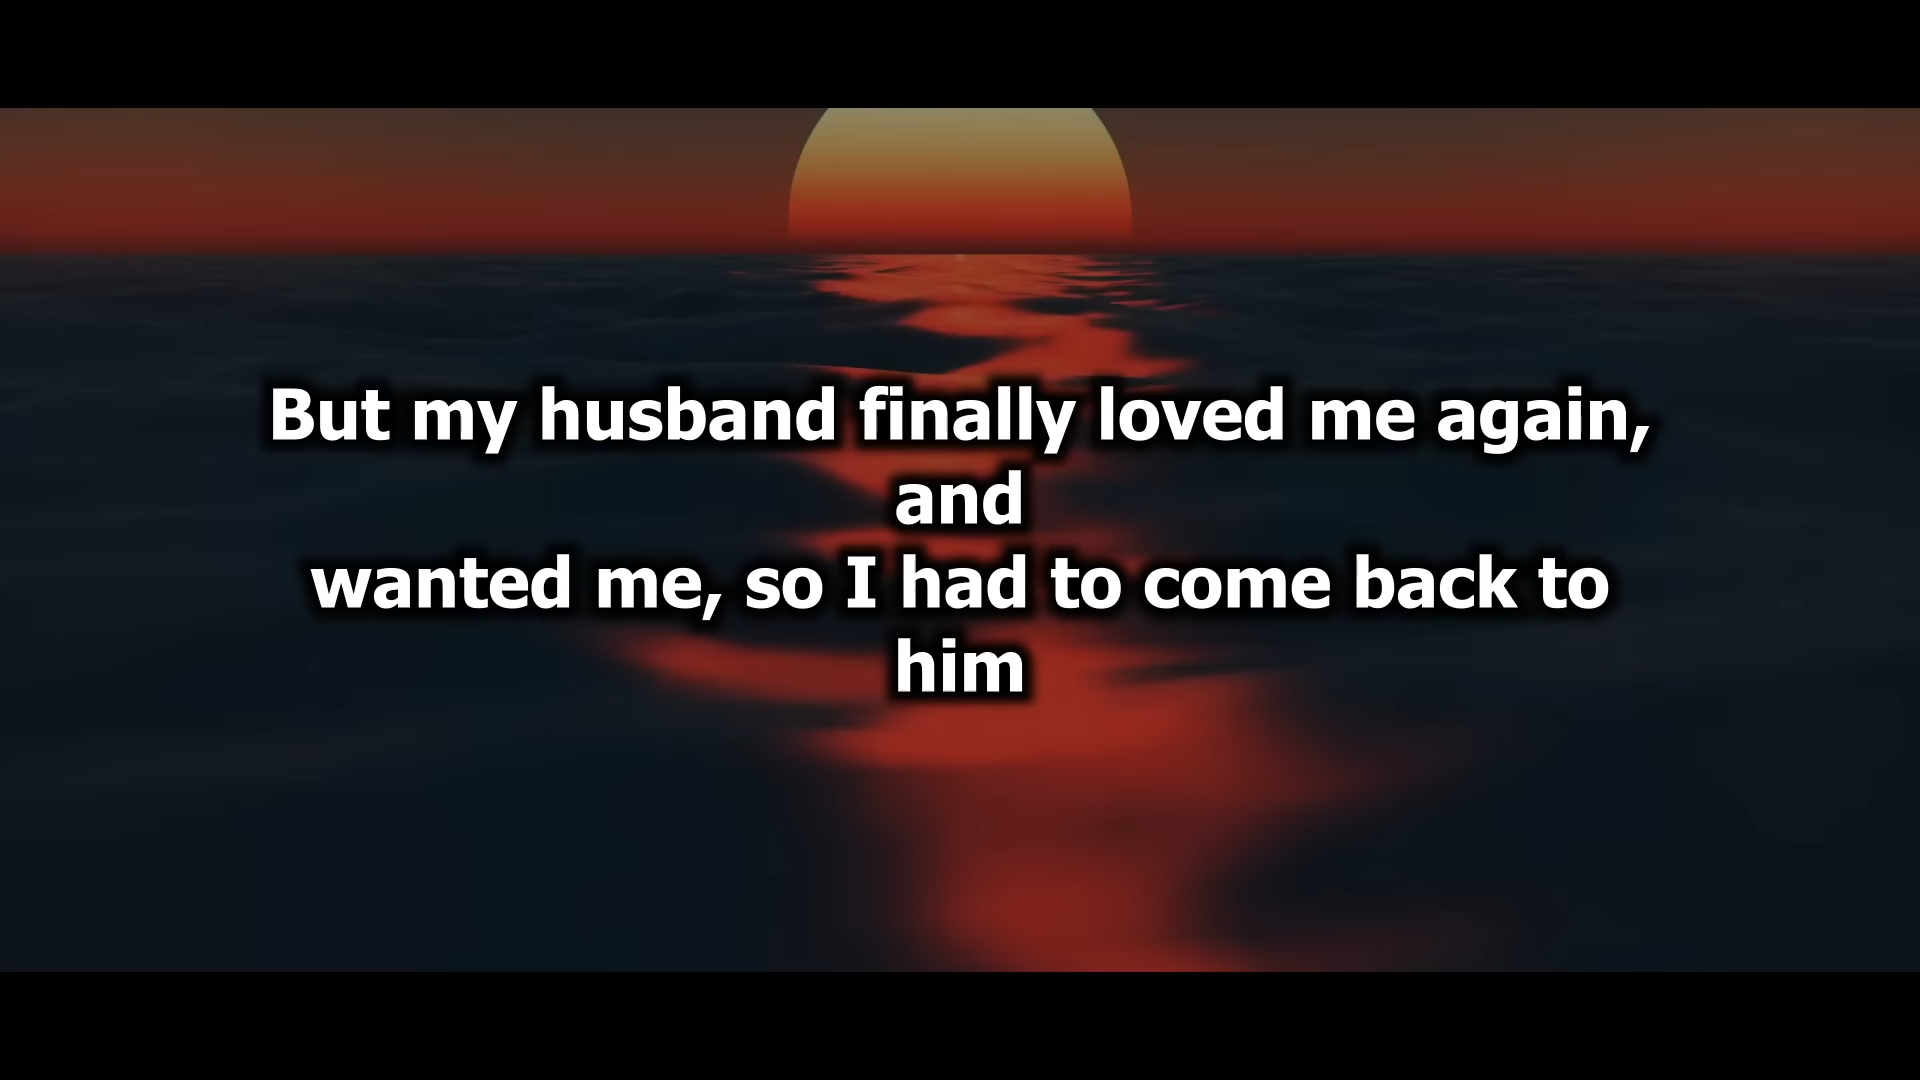 But my husband finally loved me again,
and
wanted me, so I had to come back to
him